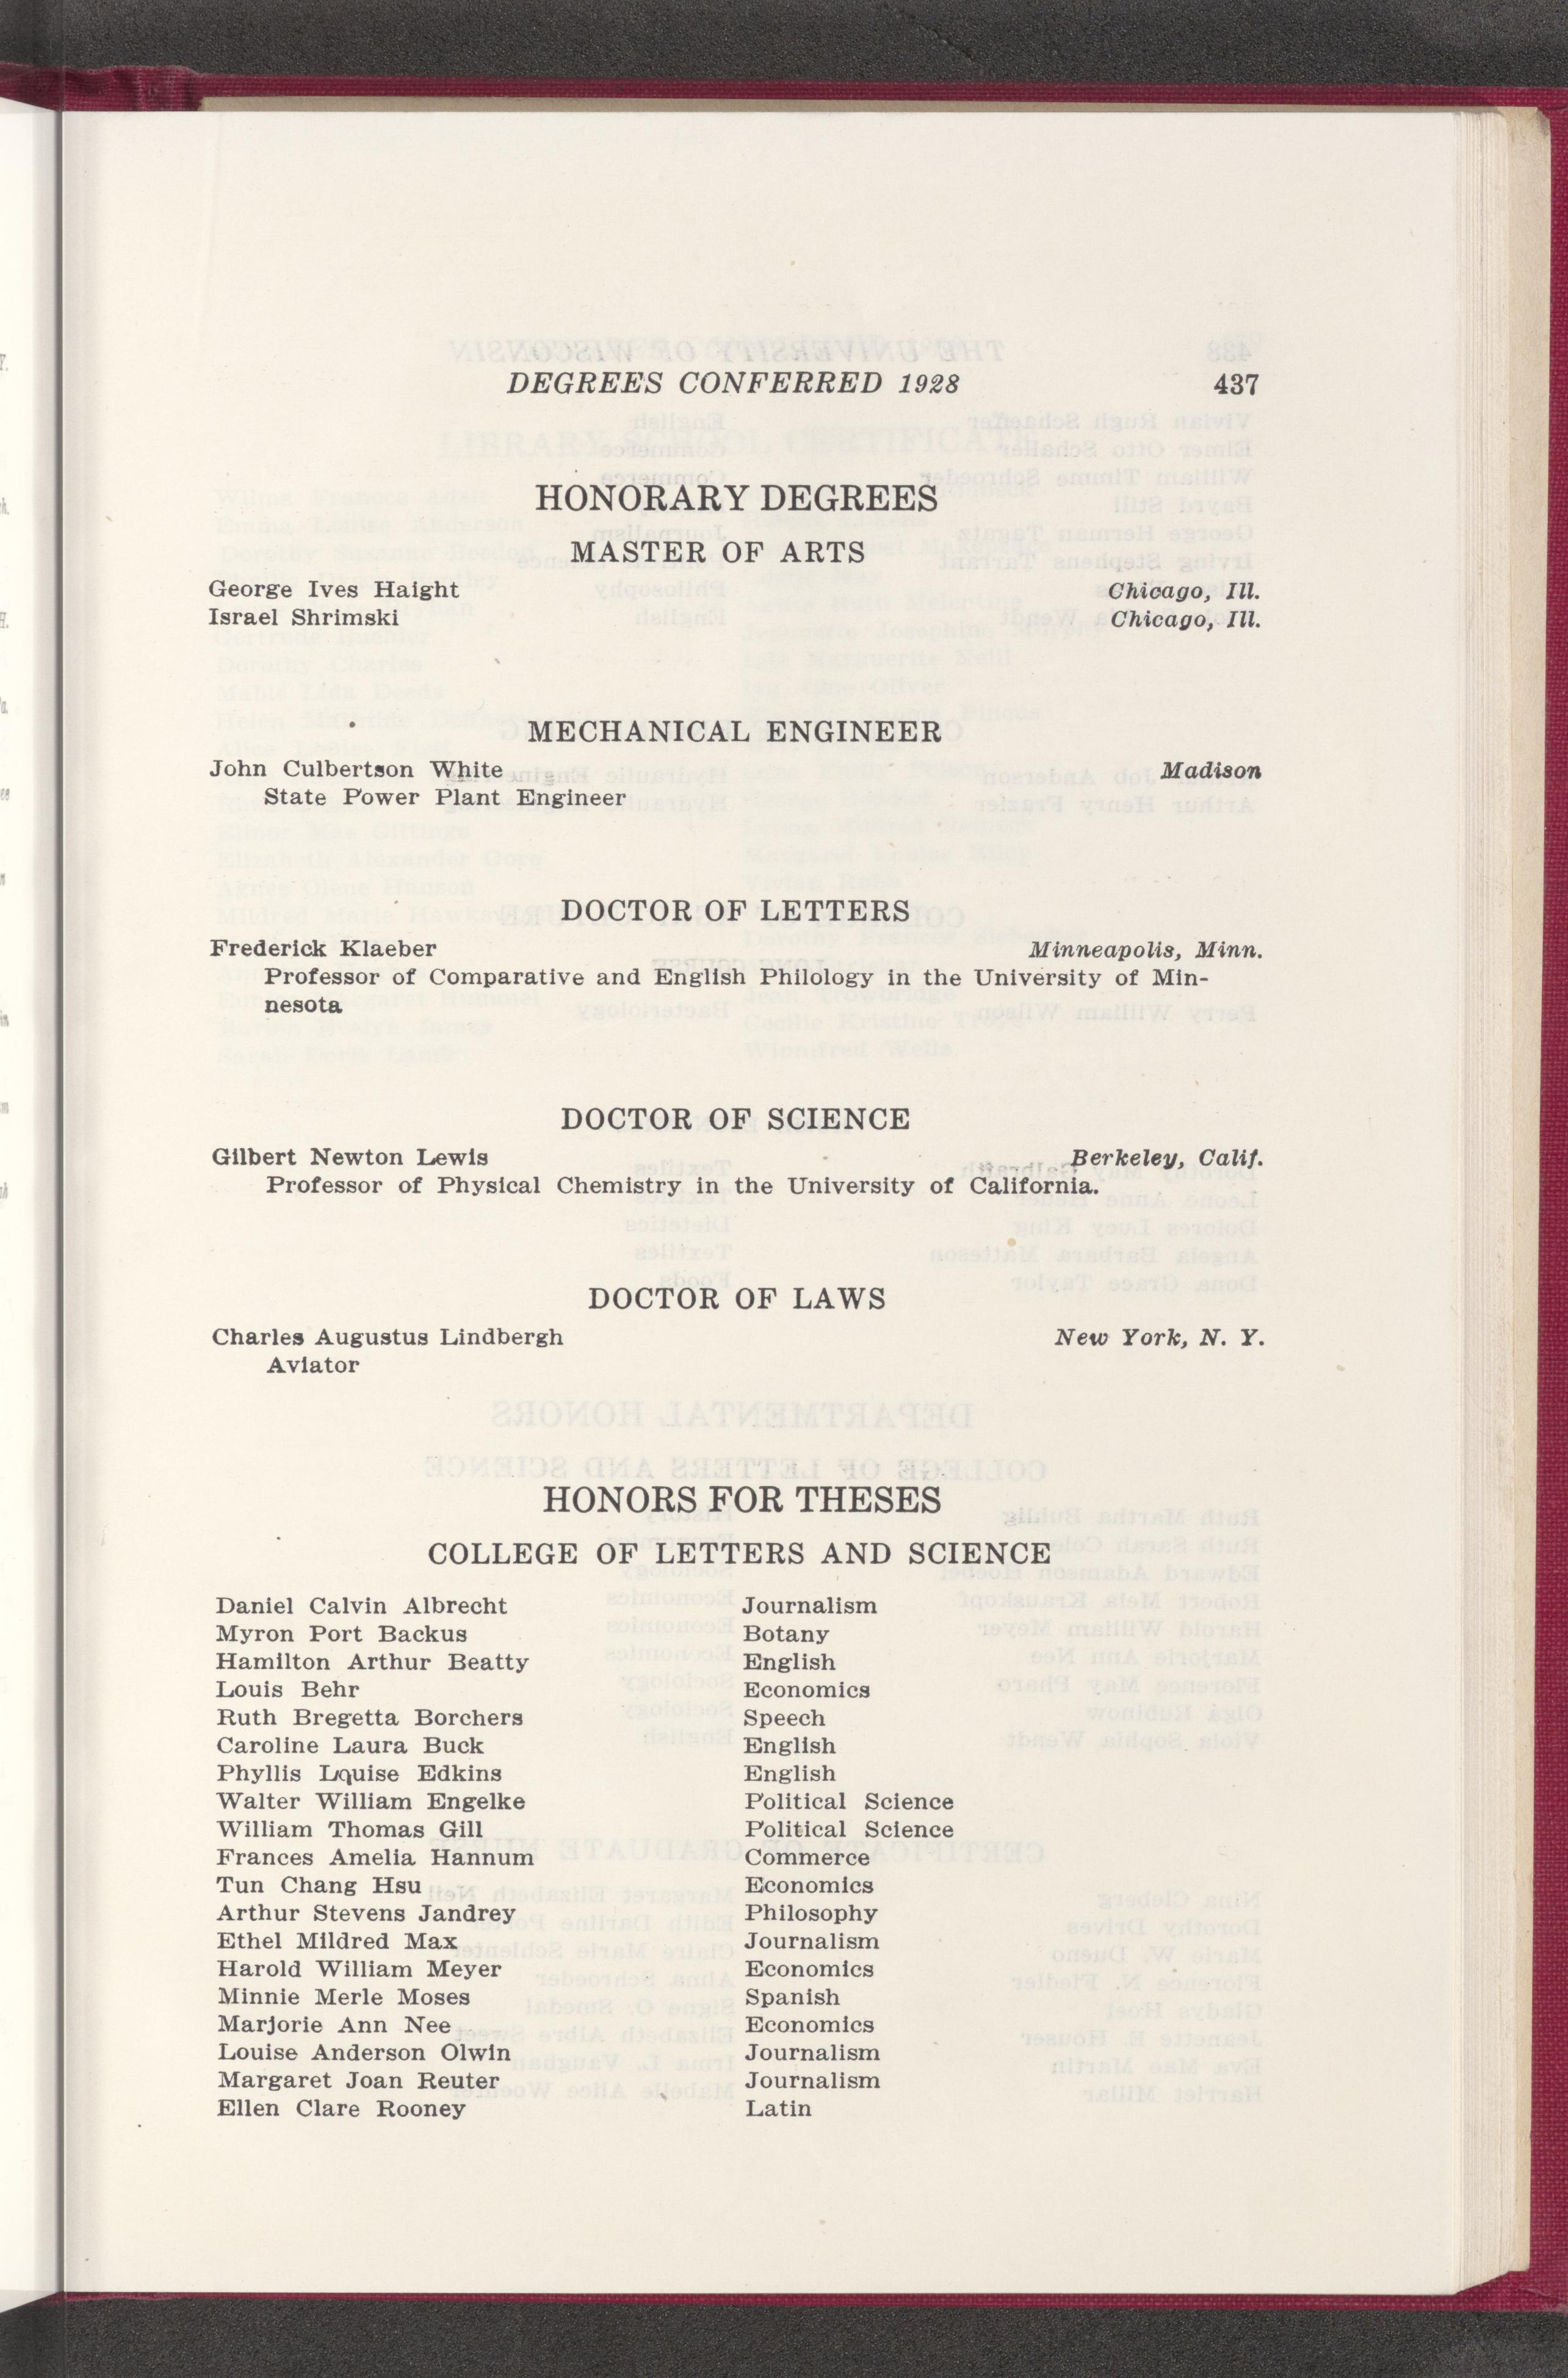 DEGREES CONFERRED 1928 437
HONORARY DEGREES
MASTER OF ARTS
George Ives Haight Chicago, Ill.
Israel Shrimski Chicago, Ill.
MECHANICAL ENGINEER
John Culbertson White Madison
State Power Plant Engineer
DOCTOR OF LETTERS
Frederick Klaeber Minneapolis, Minn.
Professor of Comparative and English Philology in the University of Min-
nesota
DOCTOR OF SCIENCE
Gilbert Newton Lewis Berkeley, Calif.
Professor of Physical Chemistry in the University of California.
DOCTOR OF LAWS
Charles Augustus Lindbergh New York, N. Y.
Aviator
HONORS FOR THESES
COLLEGE OF LETTERS AND SCIENCE
Daniel Calvin Albrecht Journalism
Myron Port Backus Botany
Hamilton Arthur Beatty English
Louis Behr Economics
Ruth Bregetta Borchers Speech
Caroline Laura Buck English
Phyllis Lquise Edkins English
Walter William Engelke Political Science
William Thomas Gill Political Science
Frances Amelia Hannum Commerce
Tun Chang Hsu Economics
Arthur Stevens Jandrey Philosophy
Ethel Mildred Max Journalism
Harold William Meyer Economics
Minnie Merle Moses Spanish
Marjorie Ann Nee Economics
Louise Anderson Olwin Journalism
Margaret Joan Reuter Journalism
Ellen Clare Rooney Latin